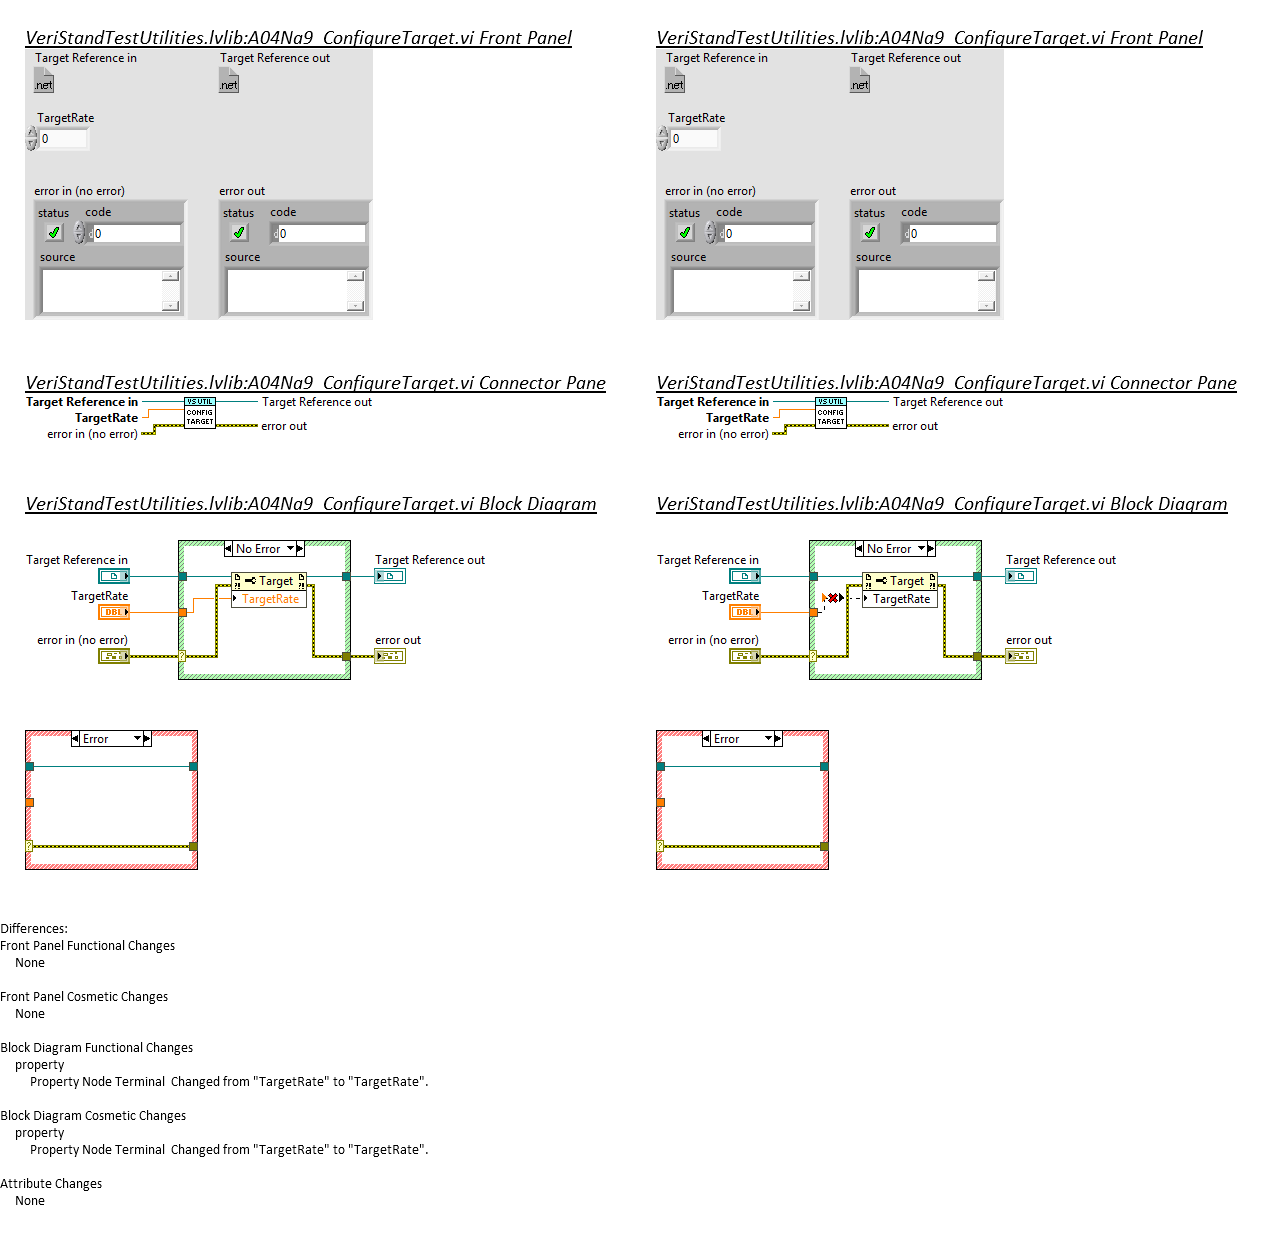 VeriStandTestUtilities.lvlib:A04Na9_ConfigureTarget.vi Front Panel
Target Reference in
Target Reference out
.net
.net
TargetRate
0
error in (no error)
error out
status
code
status
code
d0
d0
source
source
VeriStandTestUtilities.lvlib:A04Na9_ConfigureTarget.vi Front Panel
Target Reference in
Target Reference out
.net
.net
TargetRate
0
error in (no error)
error out
status
code
status
code
d0
d0
source
source
VeriStandTestUtilities.lvlib:A04Na9_ConfigureTarget.vi Connector Pane
Target Reference in
VS UTIL
CONFIG
TARGET
Target Reference out
TargetRate
error in (no error)
error out
VeriStandTestUtilities.lvlib:A04Na9_ConfigureTarget.vi Connector Pane
Target Reference in
VS UTIL
CONFIG
TARGET
Target Reference out
TargetRate
error in (no error)
error out
VeriStandTestUtilities.lvlib:A04Na9_ConfigureTarget.vi Block Diagram
No Error
Target Reference in
Target Reference out
Target
TargetRate
TargetRate
DBL
error in (no error)
error out
?
Error
?
VeriStandTestUtilities.lvlib:A04Na9_ConfigureTarget.vi Block Diagram
No Error
Target Reference in
Target Reference out
Target
TargetRate
TargetRate
DBL
error in (no error)
error out
?
Error
?
Differences:
Front Panel Functional Changes
None
Front Panel Cosmetic Changes
None
Block Diagram Functional Changes
property
Property Node Terminal  Changed from "TargetRate" to "TargetRate".
Block Diagram Cosmetic Changes
property
Property Node Terminal  Changed from "TargetRate" to "TargetRate".
Attribute Changes
None